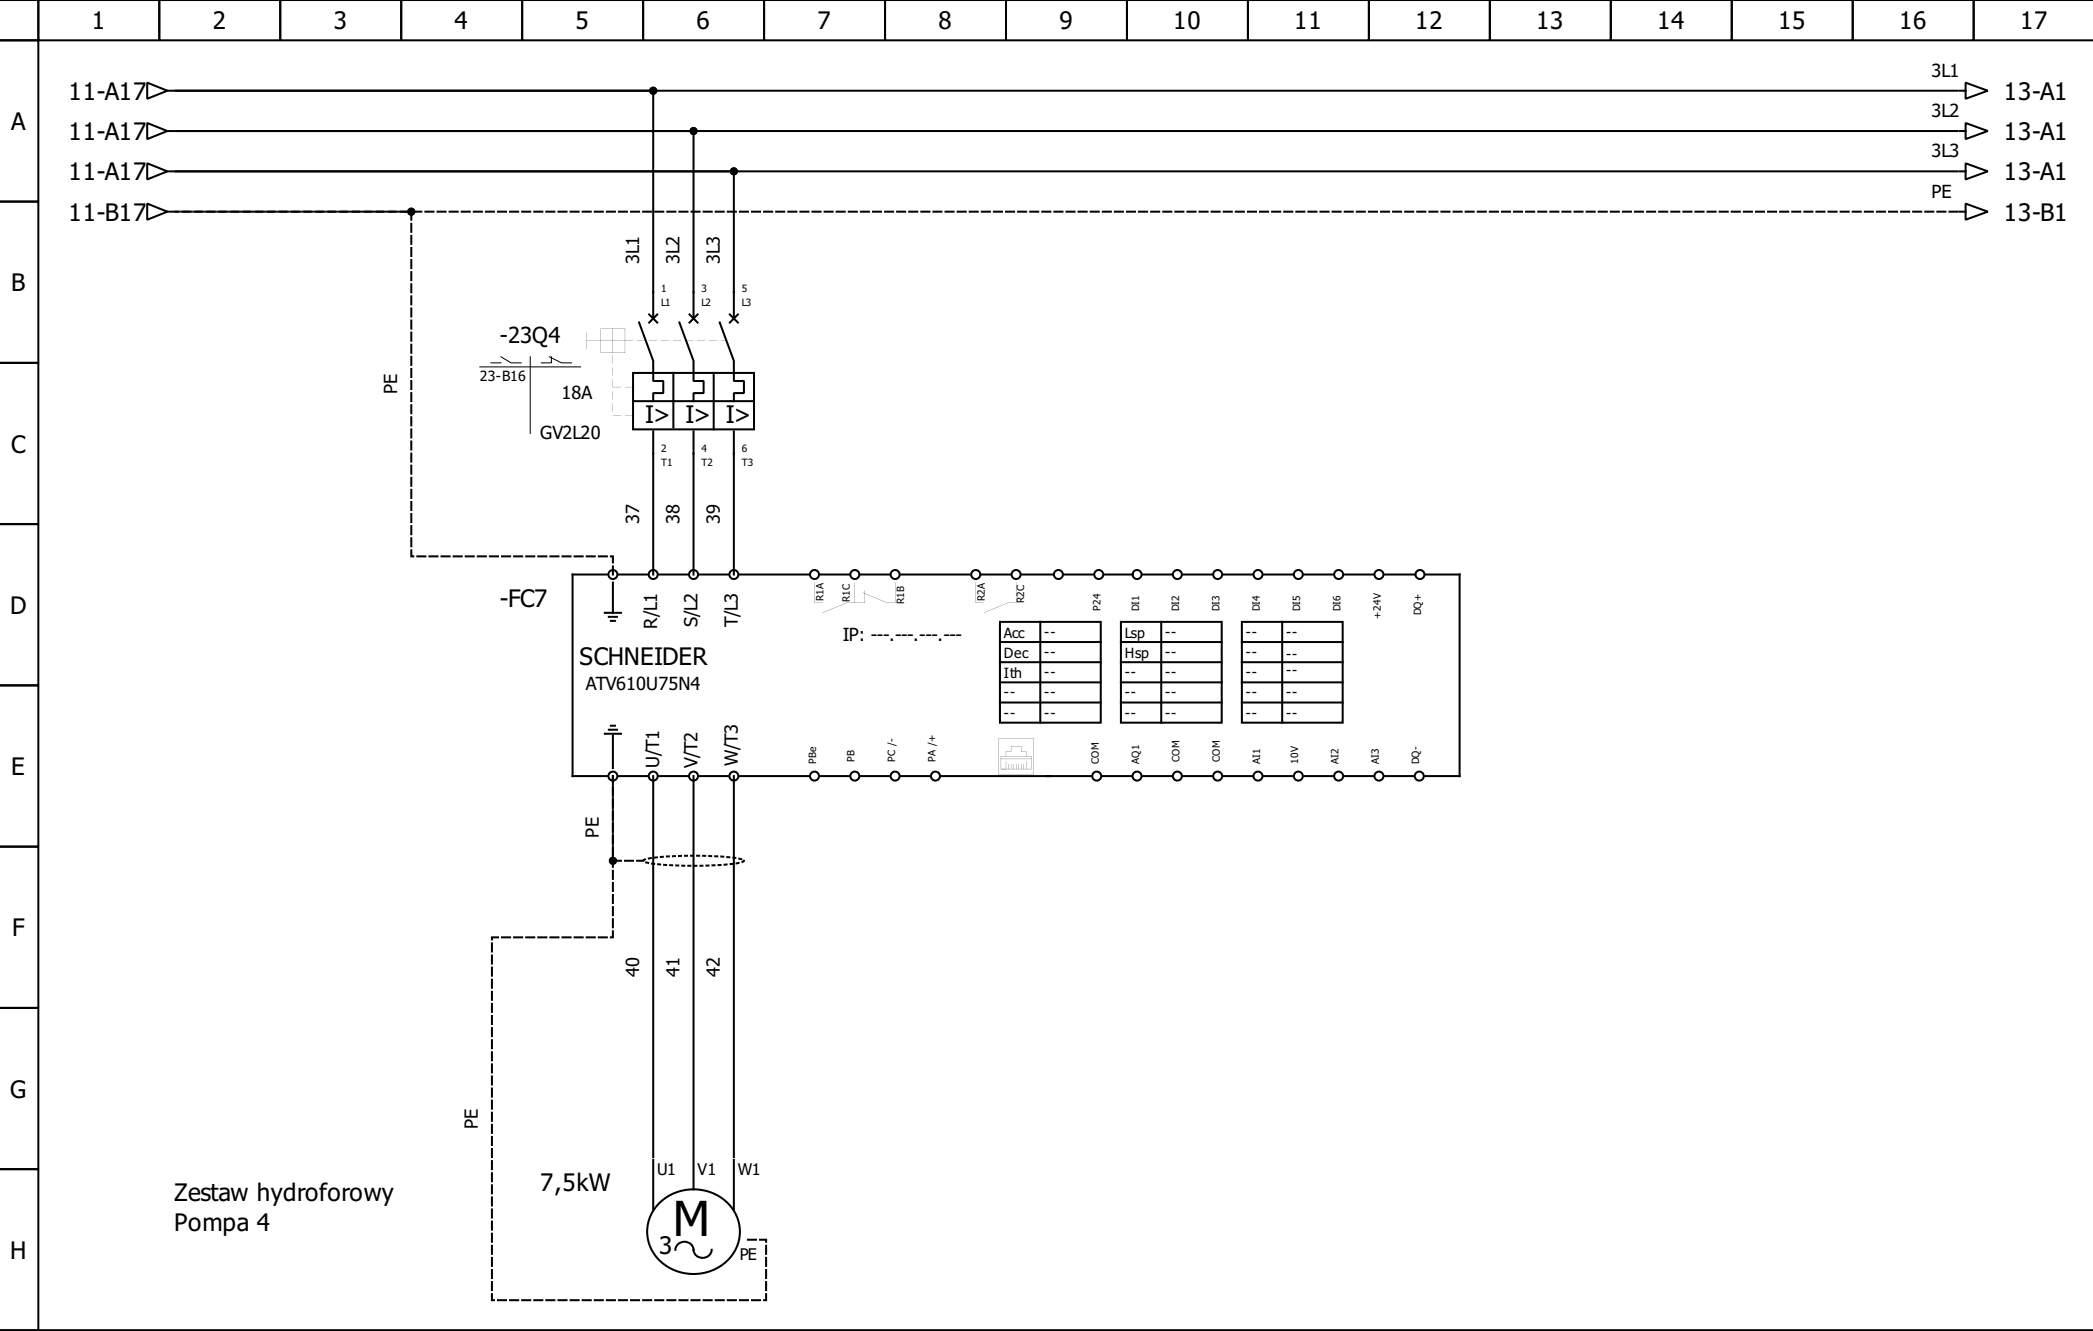 1 2 3 4 5 6 7 8 9 10 11 12 13 14 15 16 17
A
B
C
D
E
F
G
H
11-A17 3L1 13-A1
11-A17 3L2 13-A1
11-A17 3L3 13-A1
11-B17 PE 13-B1
3L1 3L2 3L3
1 3 5
L1 L2 L3
-23Q4
23-B16
18A
GV2L20
I> I> I>
2 4 6
T1 T2 T3
PE
37 38 39
-FC7
R/L1 S/L2 T/L3
R1A R1C R1B R2A R2C P24 DI1 DI2 DI3 DI4 DI5 DI6 +24V DQ+
IP: ---.---.---.---
SCHNEIDER
ATV610U75N4
Acc -- Lsp -- -- --
Dec -- Hsp -- -- --
Ith -- -- -- -- --
-- -- -- -- -- --
-- -- -- -- -- --
U/T1 V/T2 W/T3
PBe PB PC /- PA /+ COM AQ1 COM COM AI1 10V AI2 AI3 DQ-
PE
40 41 42
PE
7,5kW
U1 V1 W1
M
3
PE
Zestaw hydroforowy
Pompa 4